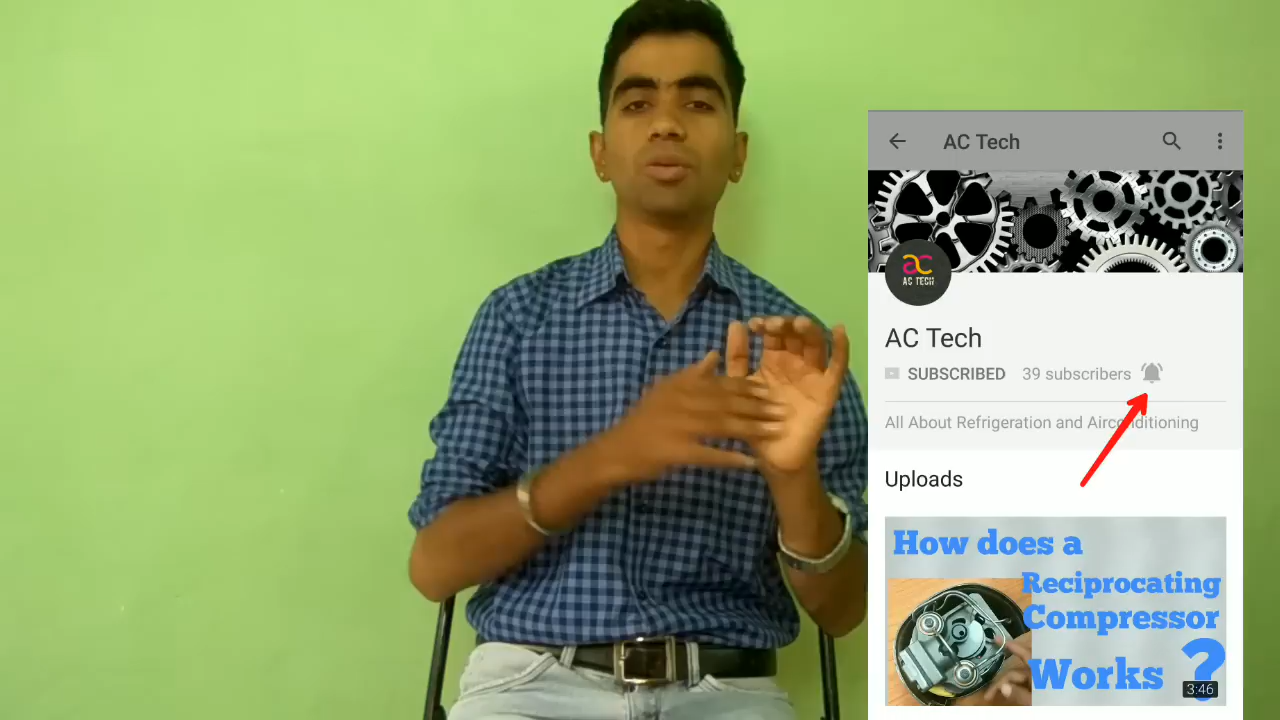 AC Tech
ac
AC TECH
AC Tech
SUBSCRIBED 39 subscribers
All About Refrigeration and Airconditioning
Uploads
How does a
Reciprocating
Compressor
Works ?
3:46